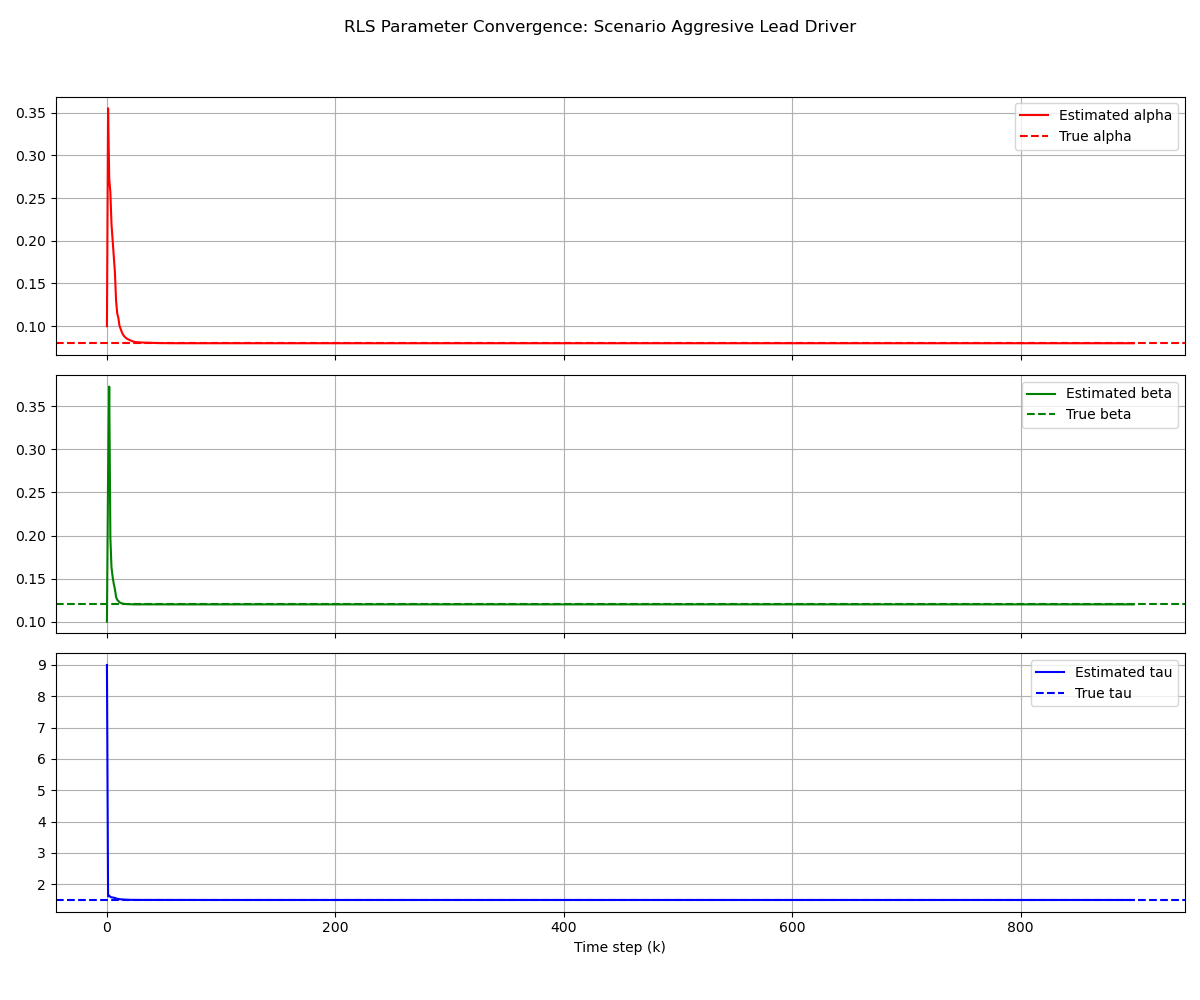 RLS Parameter Convergence: Scenario Aggresive Lead Driver
0.35
0.30
0.25
0.20
0.15
0.10
Estimated alpha
True alpha
0.35
0.30
0.25
0.20
0.15
0.10
Estimated beta
True beta
9
8
7
6
5
4
3
2
Estimated tau
True tau
0 200 400 600 800
Time step (k)